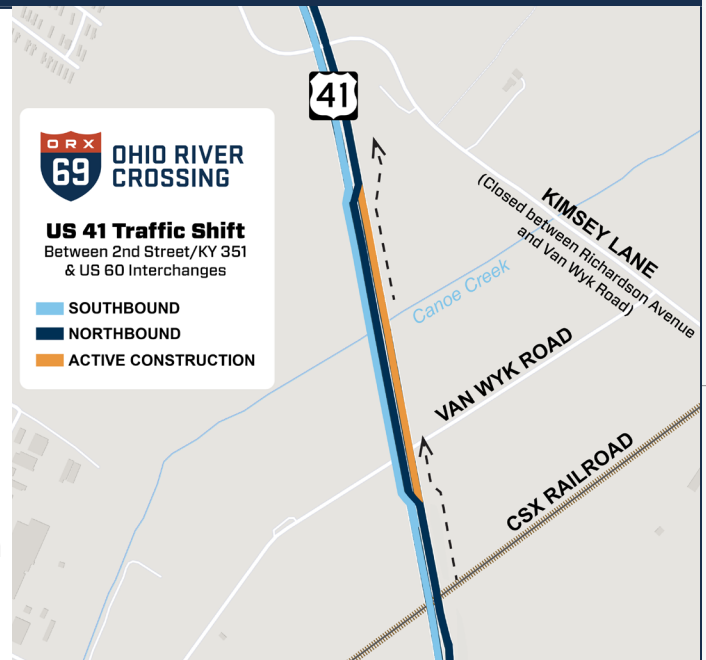 41
ORX
69
OHIO RIVER
CROSSING
US 41 Traffic Shift
Between 2nd Street/KY 351
& US 60 Interchanges
SOUTHBOUND
NORTHBOUND
ACTIVE CONSTRUCTION
KIMSEY LANE
(Closed between Richardson Avenue
and Van Wyk Road)
Canoe Creek
VAN WYK ROAD
CSX RAILROAD